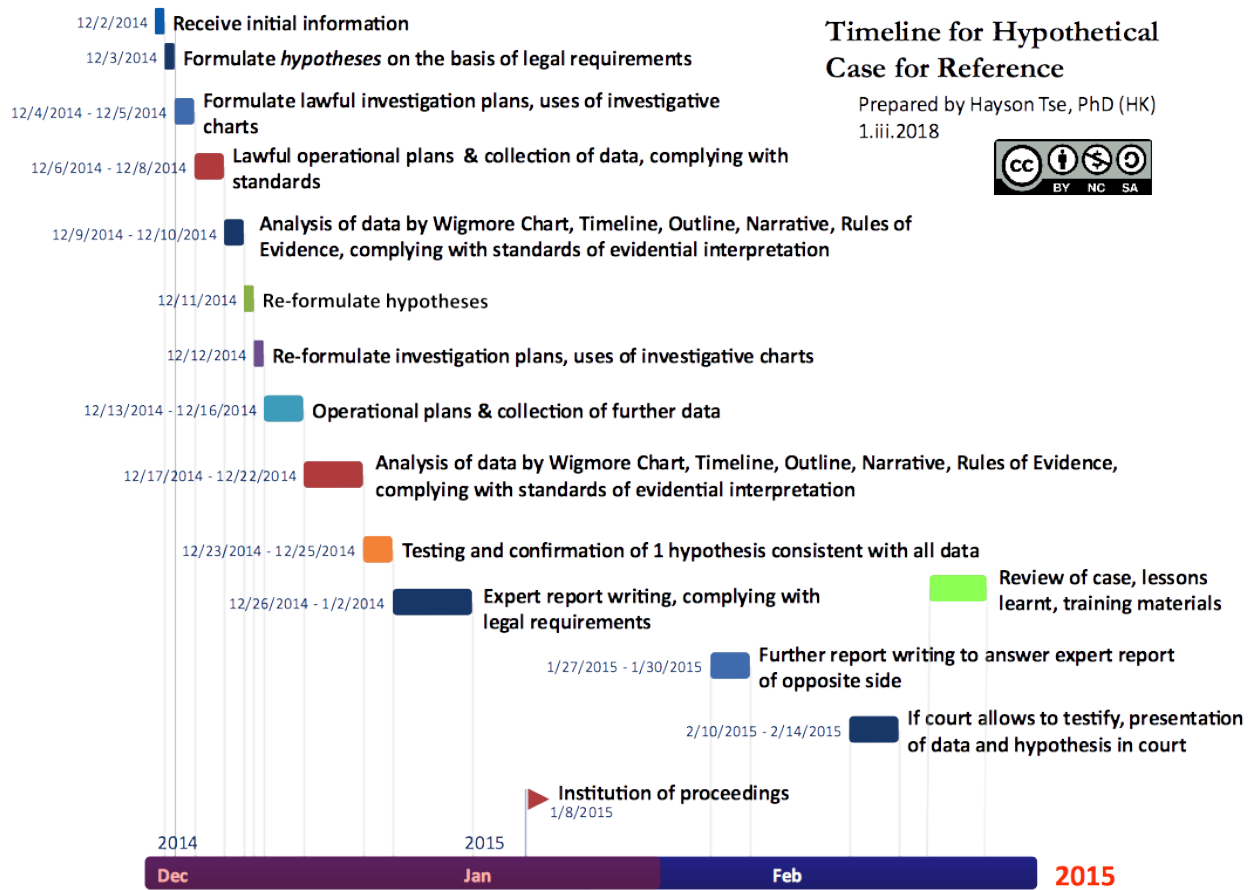 Timeline for Hypothetical
Case for Reference
Prepared by Hayson Tse, PhD (HK)
1.iii.2018
cc
BY NC SA
12/2/2014 Receive initial information
12/3/2014 Formulate hypotheses on the basis of legal requirements
12/4/2014 - 12/5/2014 Formulate lawful investigation plans, uses of investigative
charts
12/6/2014 - 12/8/2014 Lawful operational plans & collection of data, complying with
standards
12/9/2014 - 12/10/2014 Analysis of data by Wigmore Chart, Timeline, Outline, Narrative, Rules of
Evidence, complying with standards of evidential interpretation
12/11/2014 Re-formulate hypotheses
12/12/2014 Re-formulate investigation plans, uses of investigative charts
12/13/2014 - 12/16/2014 Operational plans & collection of further data
12/17/2014 - 12/22/2014 Analysis of data by Wigmore Chart, Timeline, Outline, Narrative, Rules of Evidence,
complying with standards of evidential interpretation
12/23/2014 - 12/25/2014 Testing and confirmation of 1 hypothesis consistent with all data
12/26/2014 - 1/2/2014 Expert report writing, complying with
legal requirements
Review of case, lessons
learnt, training materials
1/27/2015 - 1/30/2015 Further report writing to answer expert report
of opposite side
2/10/2015 - 2/14/2015 If court allows to testify, presentation
of data and hypothesis in court
Institution of proceedings
1/8/2015
2014 2015
Dec Jan Feb 2015